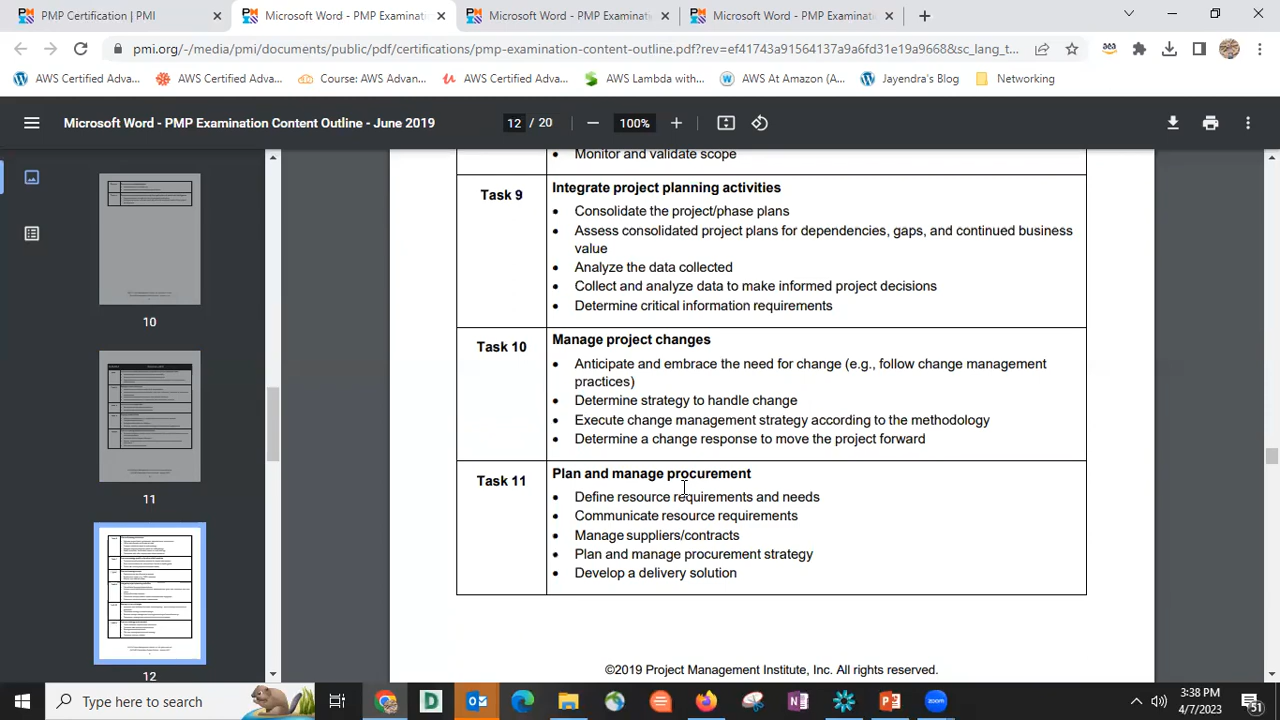 PMP Certification | PMI
Microsoft Word - PMP Examinat
Microsoft Word - PMP Examinat
Microsoft Word - PMP Examinati
pmi.org/-/media/pmi/documents/public/pdf/certifications/pmp-examination-content-outline.pdf?rev=ef41743a91564137a9a6fd31e19a9668&sc_lang_t...
AWS Certified Adva...
AWS Certified Adva...
Course: AWS Advan...
AWS Certified Adva...
AWS Lambda with...
AWS At Amazon (A...
Jayendra's Blog
Networking
Microsoft Word - PMP Examination Content Outline - June 2019
12 / 20
100%
10
11
12
• Monitor and validate scope
Task 9
Integrate project planning activities
• Consolidate the project/phase plans
• Assess consolidated project plans for dependencies, gaps, and continued business
value
• Analyze the data collected
• Collect and analyze data to make informed project decisions
• Determine critical information requirements
Task 10
Manage project changes
• Anticipate and embrace the need for change (e.g., follow change management
practices)
• Determine strategy to handle change
• Execute change management strategy according to the methodology
• Determine a change response to move the project forward
Task 11
Plan and manage procurement
• Define resource requirements and needs
• Communicate resource requirements
• Manage suppliers/contracts
• Plan and manage procurement strategy
• Develop a delivery solution
©2019 Project Management Institute, Inc. All rights reserved.
Type here to search
3:38 PM
4/7/2023
51